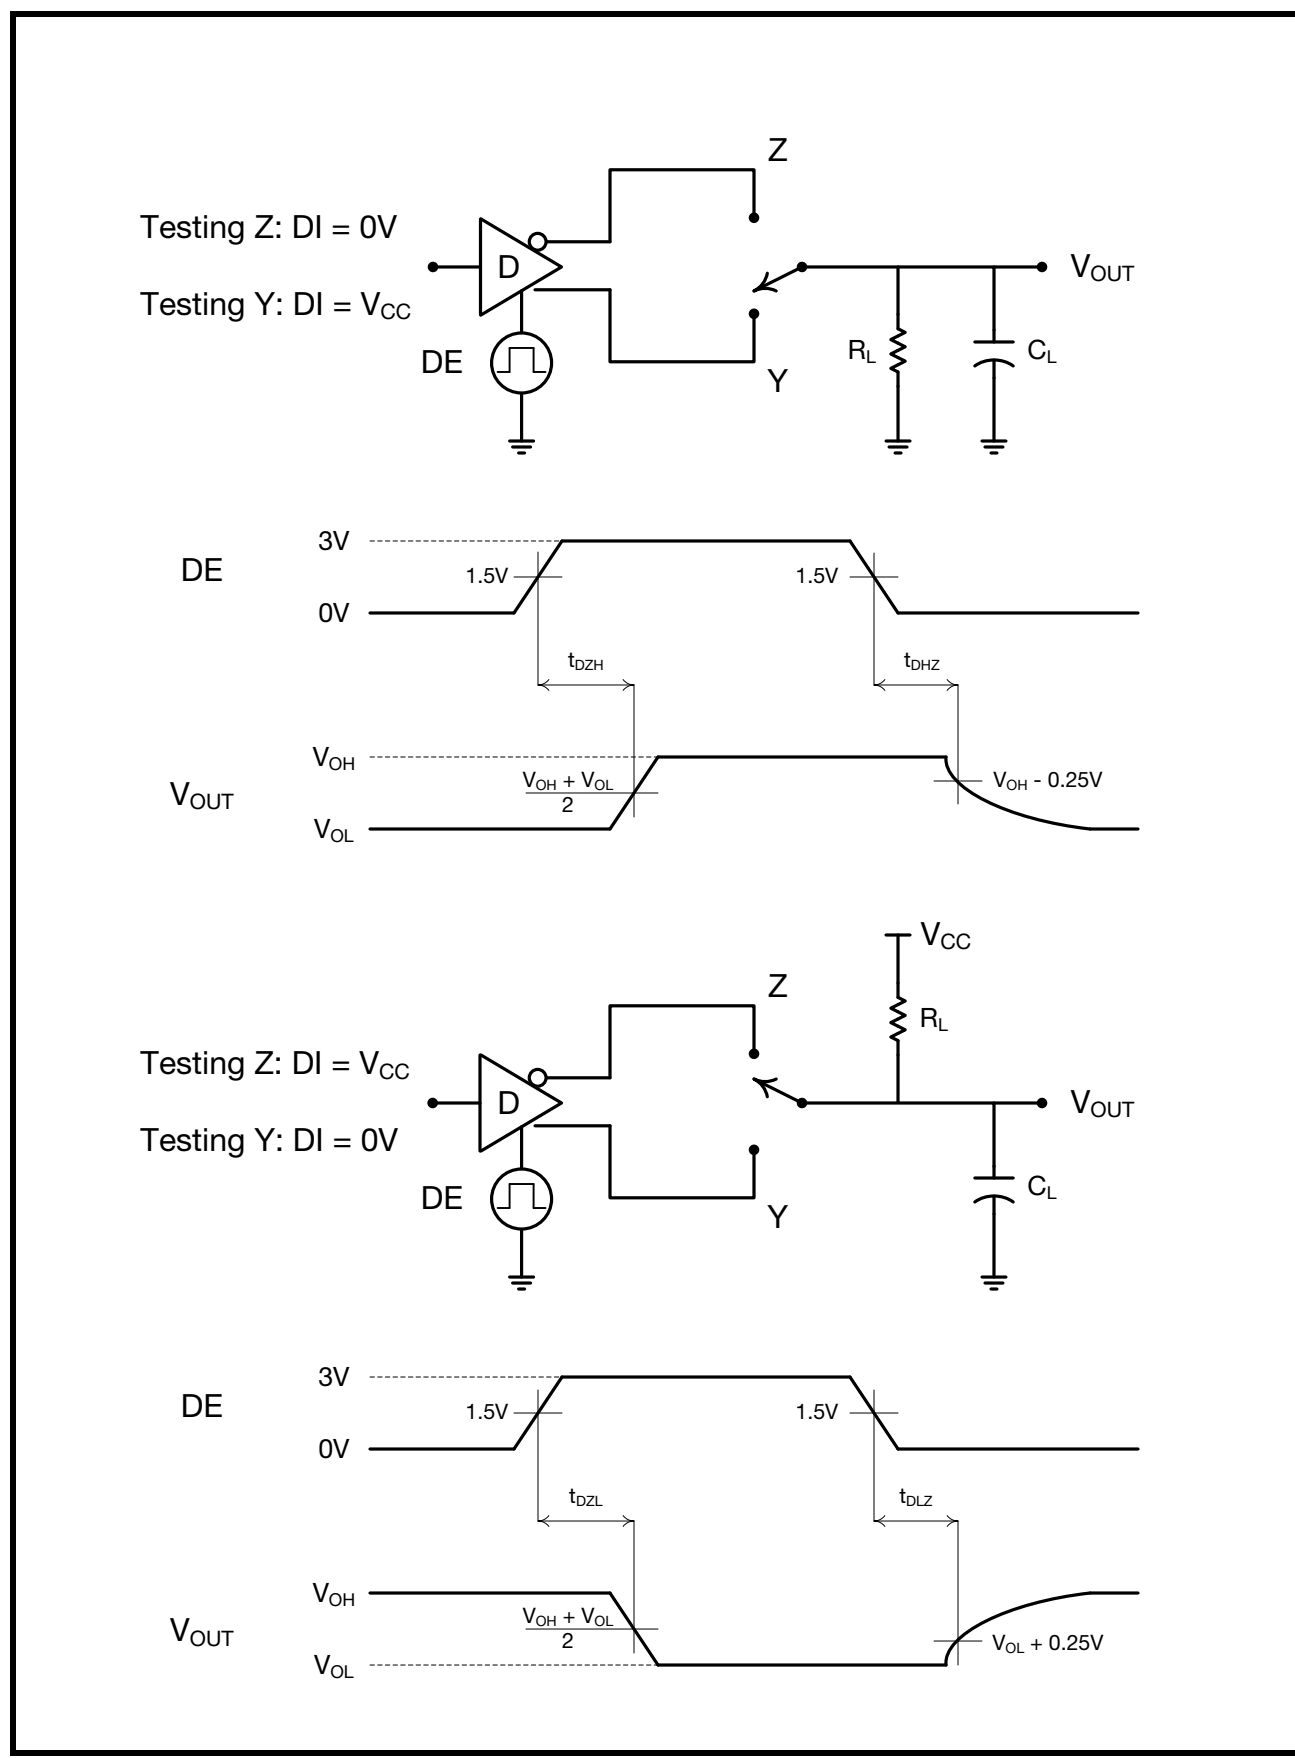 Z
Testing Z: DI = 0V
D
V_OUT
Testing Y: DI = V_CC
DE
R_L
C_L
Y
3V
DE
1.5V
1.5V
0V
t_DZH
t_DHZ
V_OH
V_OUT
V_OH + V_OL
2
V_OH - 0.25V
V_OL
V_CC
Z
R_L
Testing Z: DI = V_CC
D
V_OUT
Testing Y: DI = 0V
DE
C_L
Y
3V
DE
1.5V
1.5V
0V
t_DZL
t_DLZ
V_OH
V_OUT
V_OH + V_OL
2
V_OL + 0.25V
V_OL